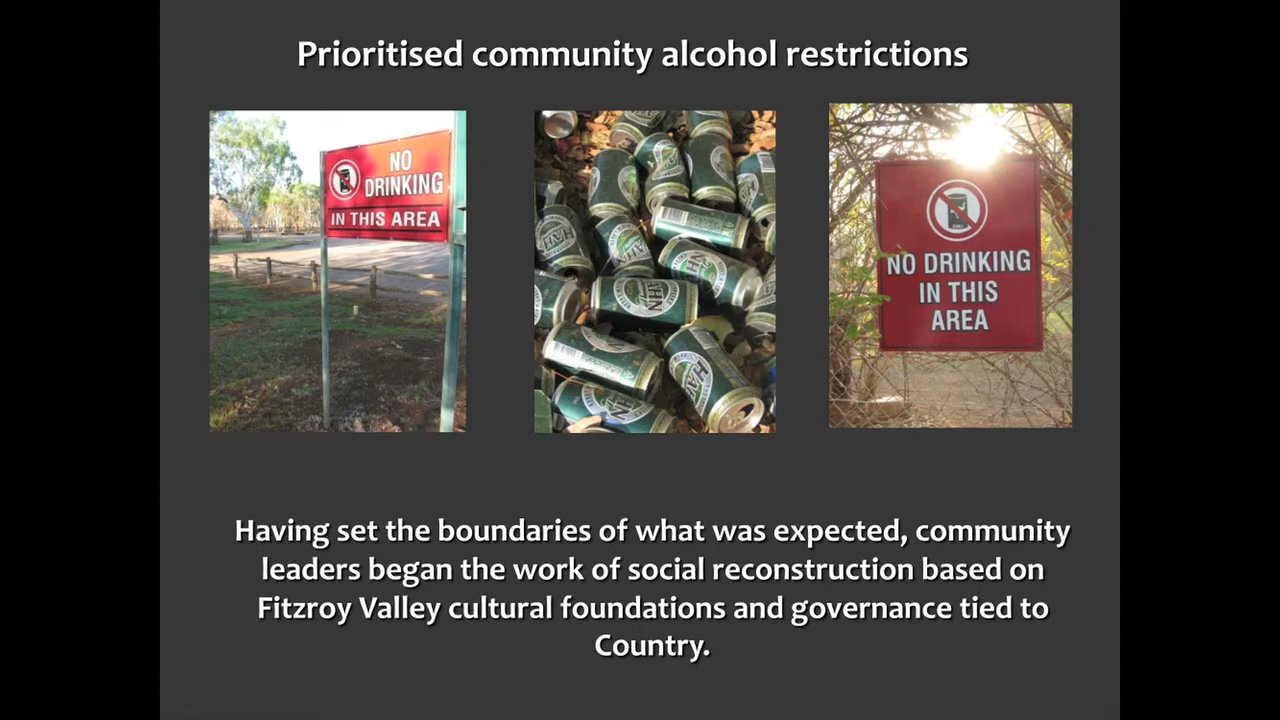 Prioritised community alcohol restrictions
NO
DRINKING
IN THIS AREA
NO DRINKING
IN THIS
AREA
Having set the boundaries of what was expected, community
leaders began the work of social reconstruction based on
Fitzroy Valley cultural foundations and governance tied to
Country.